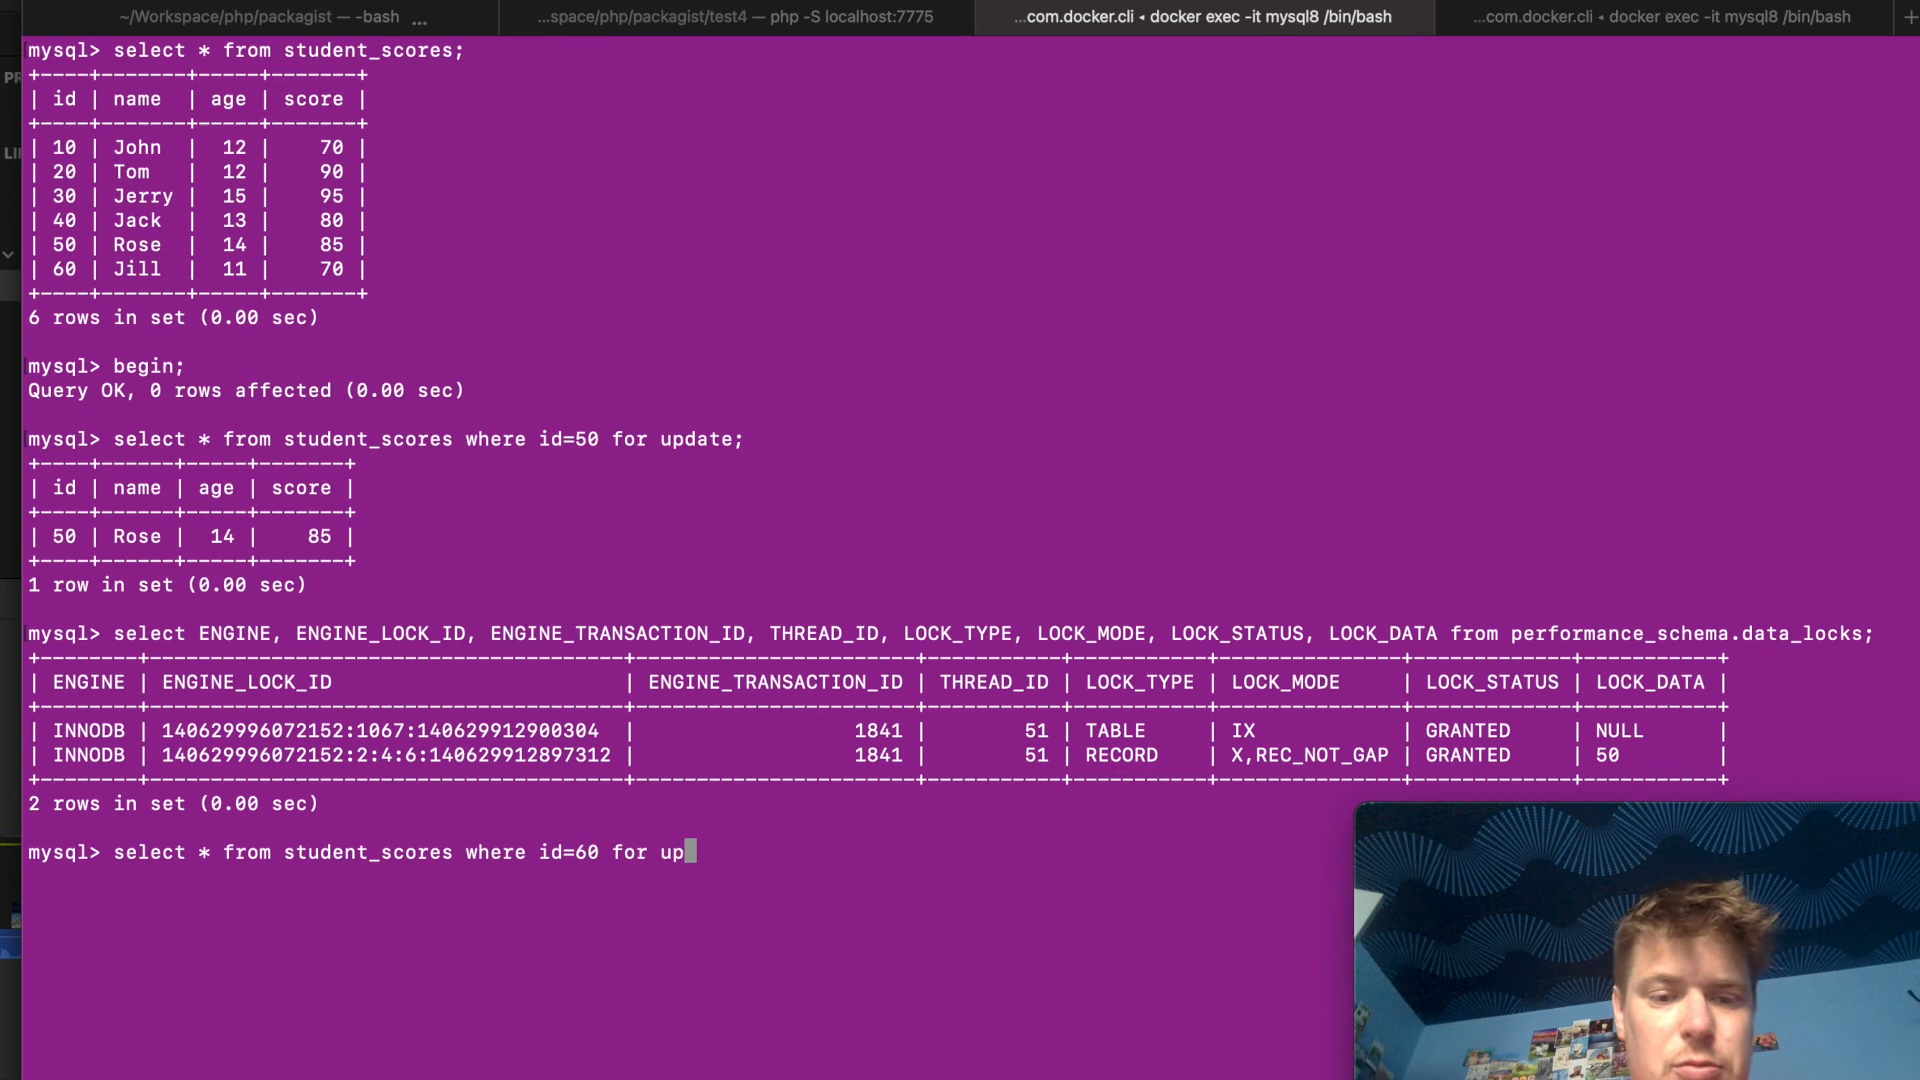 ~/Workspace/php/packagist — -bash ...
...space/php/packagist/test4 — php -S localhost:7775
...com.docker.cli ◂ docker exec -it mysql8 /bin/bash
...com.docker.cli ◂ docker exec -it mysql8 /bin/bash
+
mysql> select * from student_scores;
+----+-------+-----+-------+
| id | name  | age | score |
+----+-------+-----+-------+
| 10 | John  |  12 |    70 |
| 20 | Tom   |  12 |    90 |
| 30 | Jerry |  15 |    95 |
| 40 | Jack  |  13 |    80 |
| 50 | Rose  |  14 |    85 |
| 60 | Jill  |  11 |    70 |
+----+-------+-----+-------+
6 rows in set (0.00 sec)
mysql> begin;
Query OK, 0 rows affected (0.00 sec)
mysql> select * from student_scores where id=50 for update;
+----+------+-----+-------+
| id | name | age | score |
+----+------+-----+-------+
| 50 | Rose |  14 |    85 |
+----+------+-----+-------+
1 row in set (0.00 sec)
mysql> select ENGINE, ENGINE_LOCK_ID, ENGINE_TRANSACTION_ID, THREAD_ID, LOCK_TYPE, LOCK_MODE, LOCK_STATUS, LOCK_DATA from performance_schema.data_locks;
+--------+---------------------------------------+-----------------------+-----------+-----------+---------------+-------------+-----------+
| ENGINE | ENGINE_LOCK_ID                        | ENGINE_TRANSACTION_ID | THREAD_ID | LOCK_TYPE | LOCK_MODE     | LOCK_STATUS | LOCK_DATA |
+--------+---------------------------------------+-----------------------+-----------+-----------+---------------+-------------+-----------+
| INNODB | 140629996072152:1067:140629912900304  |                  1841 |        51 | TABLE     | IX            | GRANTED     | NULL      |
| INNODB | 140629996072152:2:4:6:140629912897312 |                  1841 |        51 | RECORD    | X,REC_NOT_GAP | GRANTED     | 50        |
+--------+---------------------------------------+-----------------------+-----------+-----------+---------------+-------------+-----------+
2 rows in set (0.00 sec)
mysql> select * from student_scores where id=60 for up